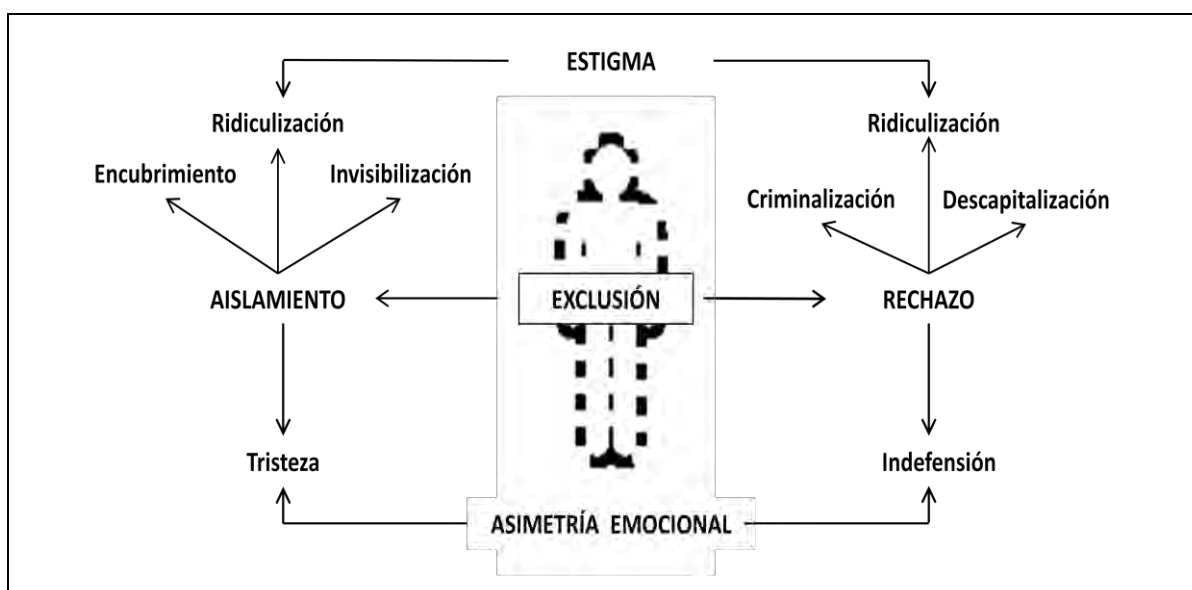 ESTIGMA
Ridiculización
Ridiculización
Encubrimiento
Invisibilización
Criminalización
Descapitalización
AISLAMIENTO
EXCLUSIÓN
RECHAZO
Tristeza
Indefensión
ASIMETRÍA EMOCIONAL